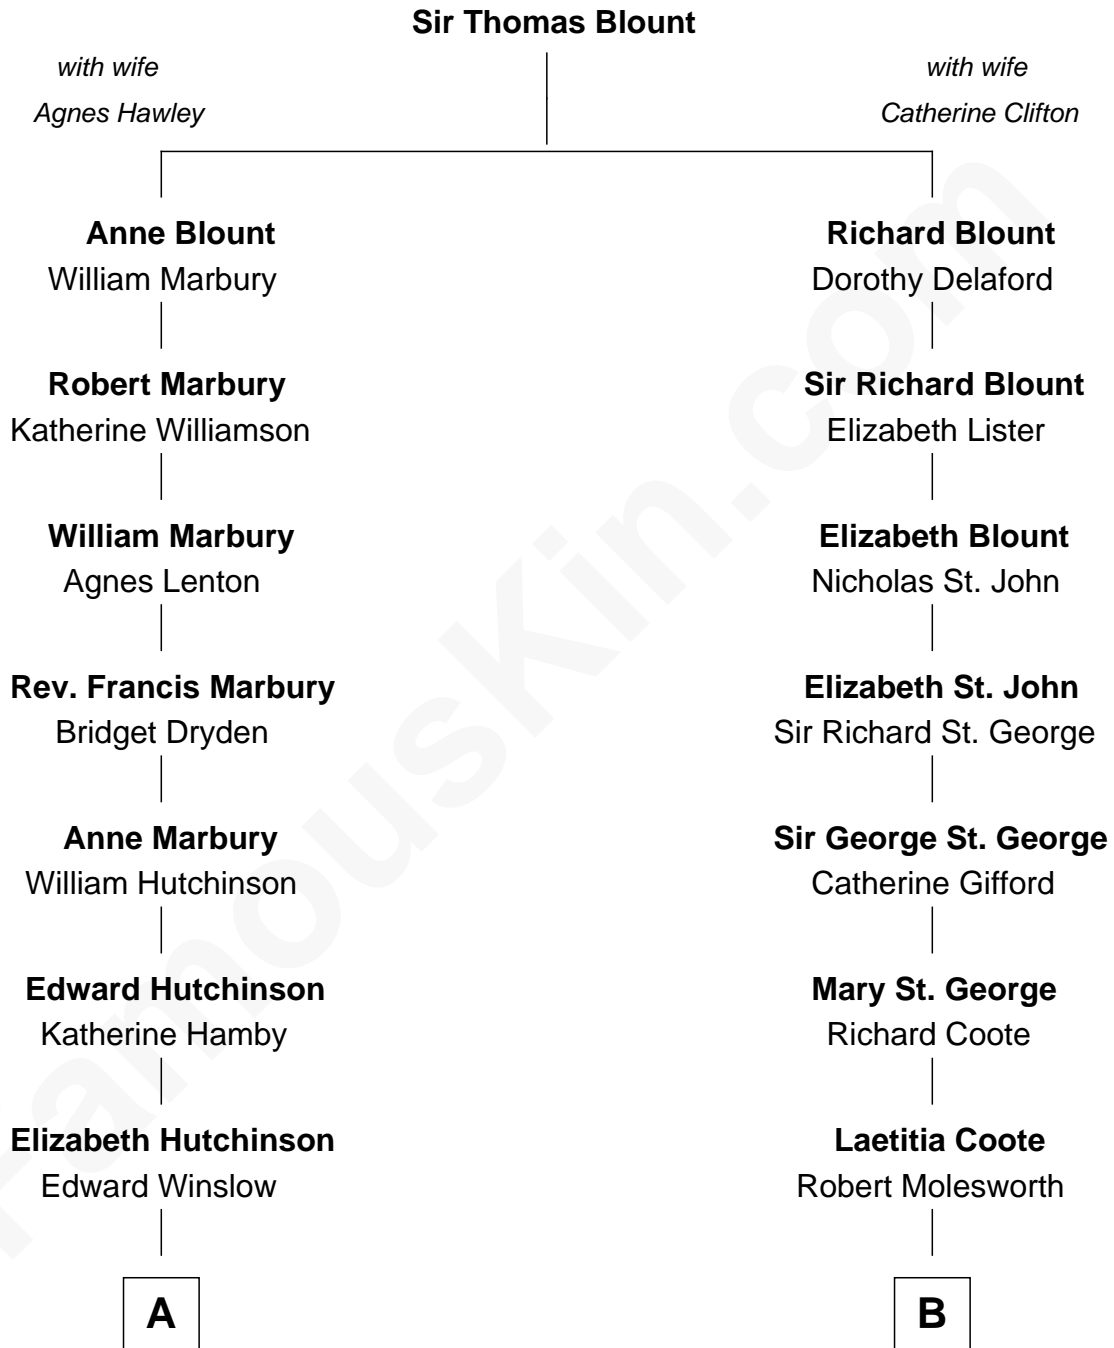 Sir Thomas Blount
with wife
Agnes Hawley
with wife
Catherine Clifton
Anne Blount
William Marbury
Richard Blount
Dorothy Delaford
Robert Marbury
Katherine Williamson
Sir Richard Blount
Elizabeth Lister
William Marbury
Agnes Lenton
Elizabeth Blount
Nicholas St. John
Rev. Francis Marbury
Bridget Dryden
Elizabeth St. John
Sir Richard St. George
Anne Marbury
William Hutchinson
Sir George St. George
Catherine Gifford
Edward Hutchinson
Katherine Hamby
Mary St. George
Richard Coote
Elizabeth Hutchinson
Edward Winslow
Laetitia Coote
Robert Molesworth
A
B
FamousKin.com